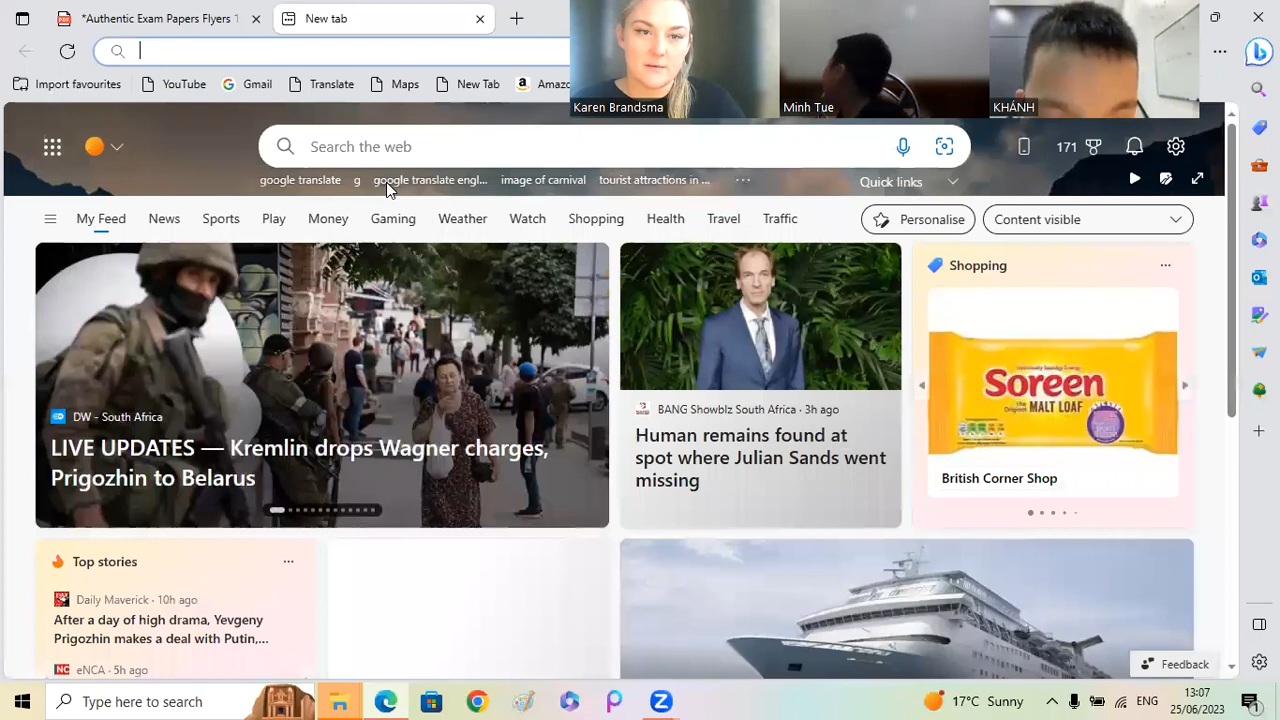 *Authentic Exam Papers Flyers 1
New tab
Import favourites
YouTube
Gmail
Translate
Maps
New Tab
Amazo
Karen Brandsma
Minh Tue
KHÁNH
Search the web
171
google translate
g
google translate engl...
image of carnival
tourist attractions in ...
Quick links
My Feed
News
Sports
Play
Money
Gaming
Weather
Watch
Shopping
Health
Travel
Traffic
Personalise
Content visible
DW - South Africa
LIVE UPDATES — Kremlin drops Wagner charges,
Prigozhin to Belarus
BANG Showblz South Africa · 3h ago
Human remains found at
spot where Julian Sands went
missing
Shopping
Soreen
The Original MALT LOAF
British Corner Shop
Top stories
Daily Maverick · 10h ago
After a day of high drama, Yevgeny
Prigozhin makes a deal with Putin,...
eNCA · 5h ago
Feedback
Type here to search
17°C Sunny
ENG
13:07
25/06/2023
1